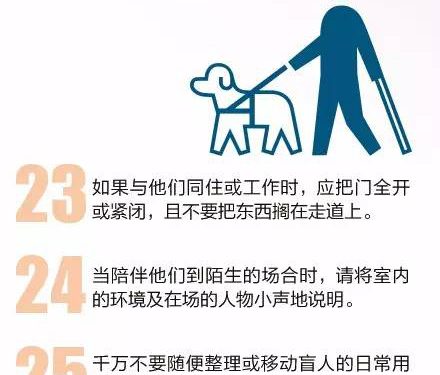 23 如果与他们同住或工作时，应把门全开
或紧闭，且不要把东西搁在走道上。
24 当陪伴他们到陌生的场合时，请将室内
的环境及在场的人物小声地说明。
25 千万不要随便整理或移动盲人的日常用